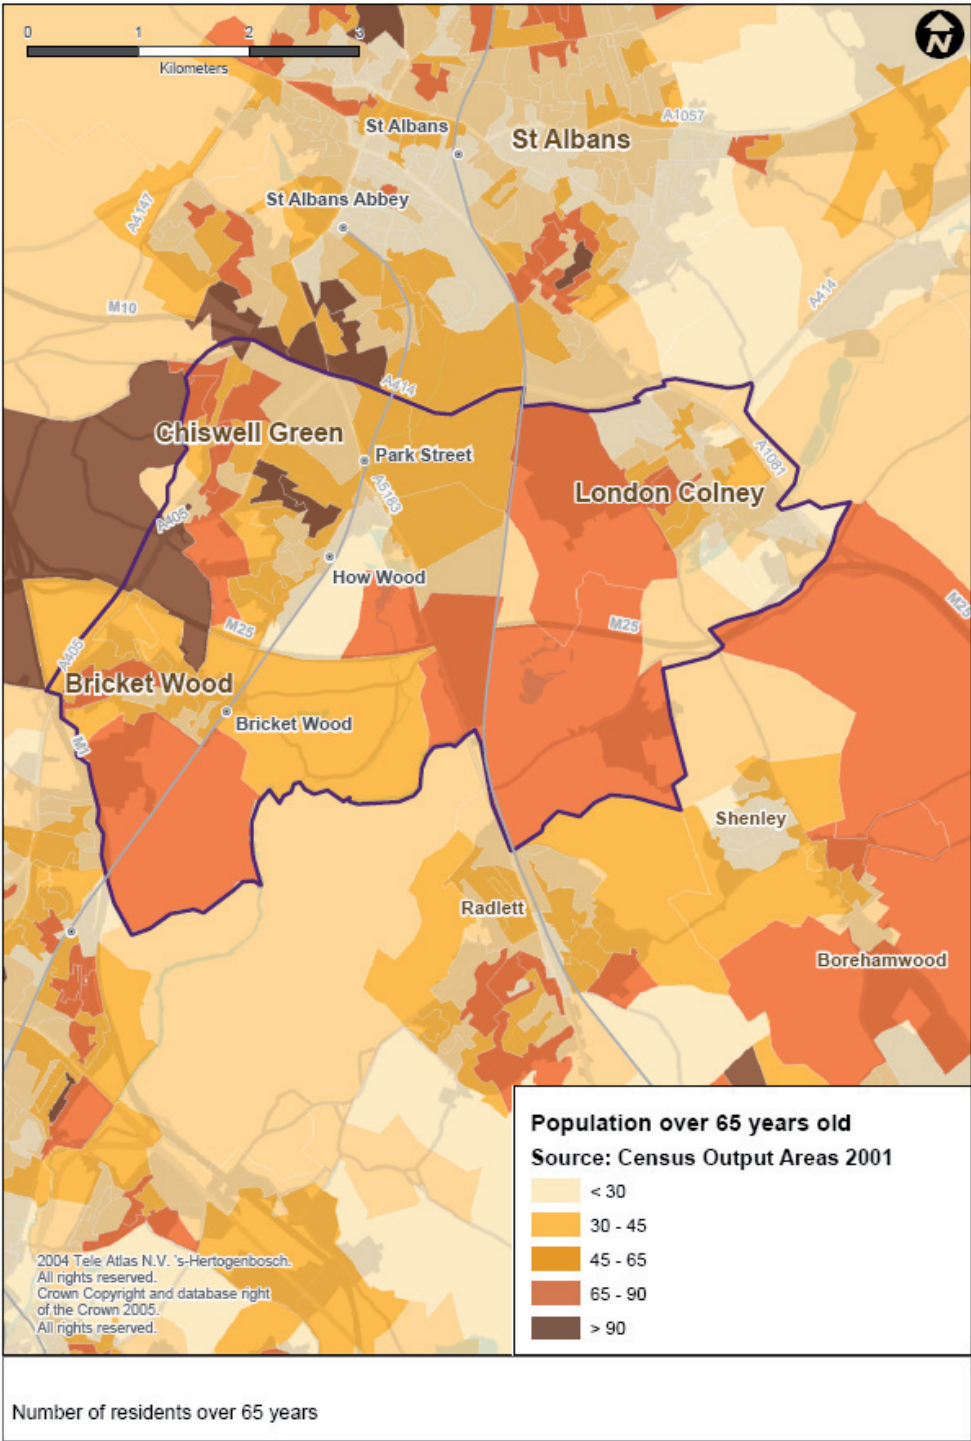 0 1 2 3
Kilometers
N
St Albans
St Albans
A1057
St Albans Abbey
A4147
A414
M10
A414
Chiswell Green
Park Street
A1081
A5183
London Colney
A405
How Wood
M25
M25
M25
A405
Bricket Wood
Bricket Wood
M1
Shenley
Radlett
Borehamwood
Population over 65 years old
Source: Census Output Areas 2001
< 30
30 - 45
45 - 65
65 - 90
> 90
2004 Tele Atlas N.V. 's-Hertogenbosch.
All rights reserved.
Crown Copyright and database right
of the Crown 2005.
All rights reserved.
Number of residents over 65 years